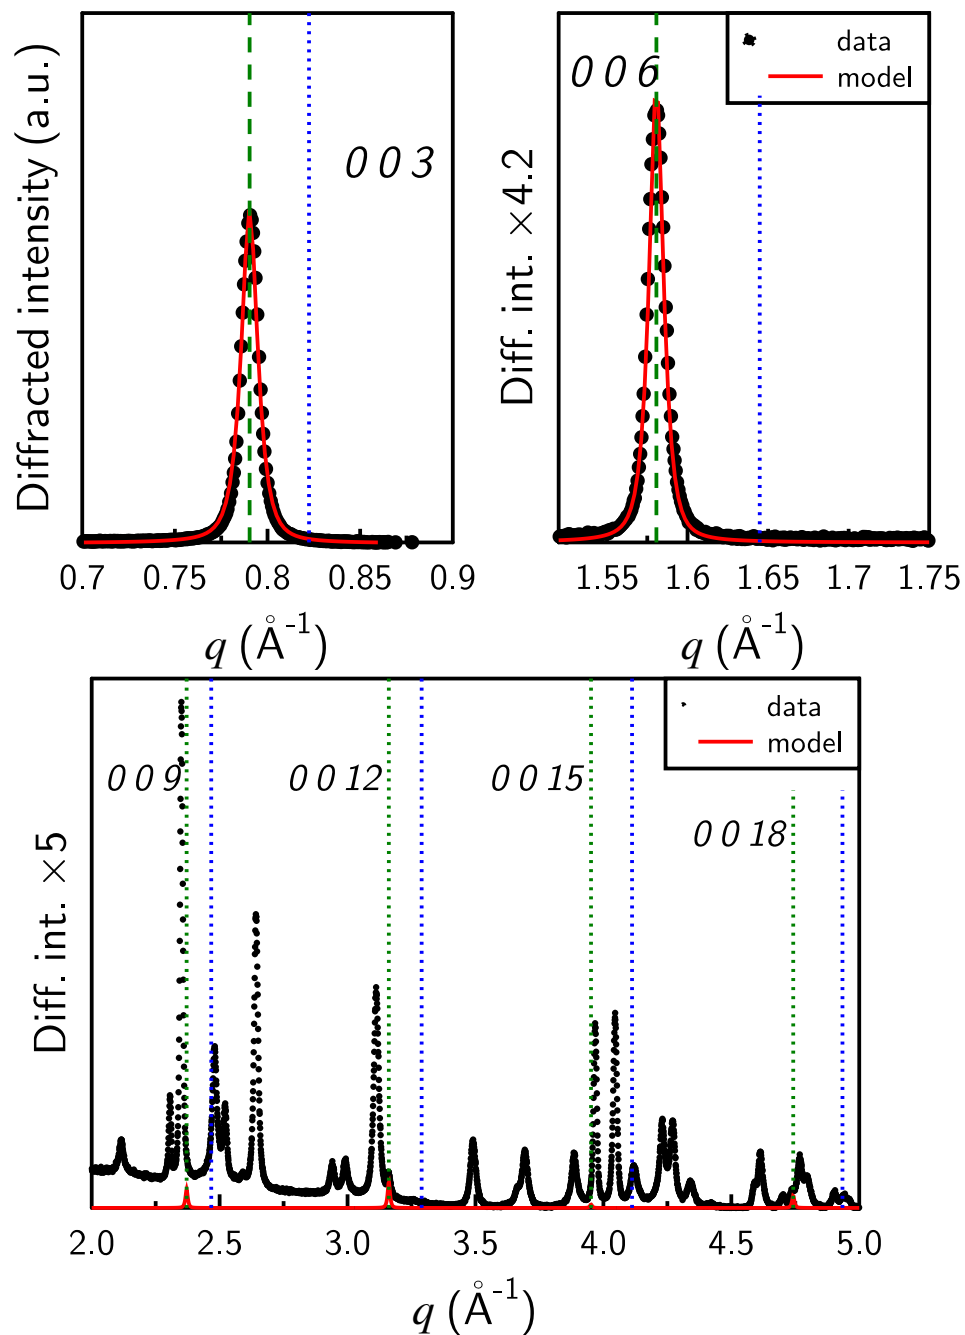 Diffracted intensity (a.u.)
0 0 3
0.7 0.75 0.8 0.85 0.9
q (Å⁻¹)
Diff. int. ×4.2
0 0 6
data
model
1.55 1.6 1.65 1.7 1.75
q (Å⁻¹)
Diff. int. ×5
data
model
0 0 9 0 0 12 0 0 15
0 0 18
2.0 2.5 3.0 3.5 4.0 4.5 5.0
q (Å⁻¹)